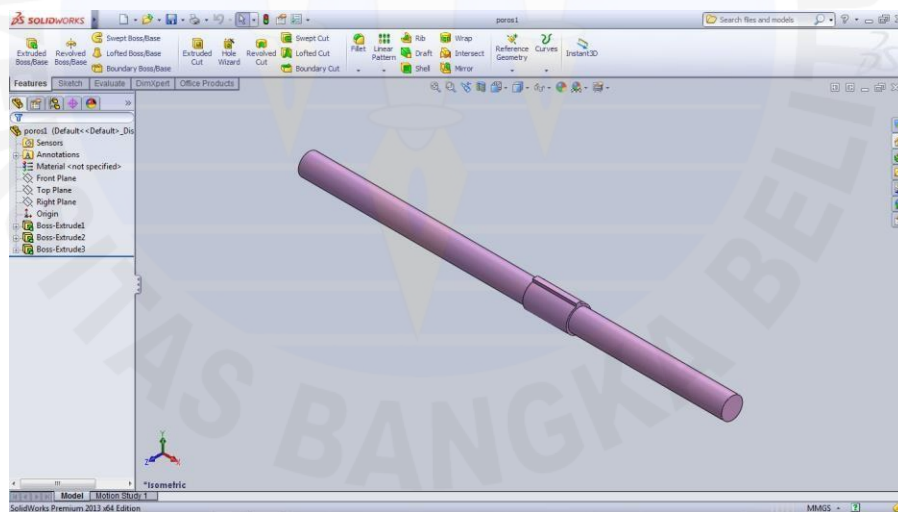 SOLIDWORKS
poros1
Search files and models
Extruded Boss/Base
Revolved Boss/Base
Swept Boss/Base
Lofted Boss/Base
Boundary Boss/Base
Extruded Cut
Hole Wizard
Revolved Cut
Swept Cut
Lofted Cut
Boundary Cut
Fillet
Linear Pattern
Rib
Draft
Shell
Wrap
Intersect
Mirror
Reference Geometry
Curves
Instant3D
Features
Sketch
Evaluate
DimXpert
Office Products
poros1 (Default<<Default>_Dis
Sensors
Annotations
Material <not specified>
Front Plane
Top Plane
Right Plane
Origin
Boss-Extrude1
Boss-Extrude2
Boss-Extrude3
ITAS BANGKA BELI
Y
Z
X
*Isometric
Model
Motion Study 1
SolidWorks Premium 2013 x64 Edition
MMGS